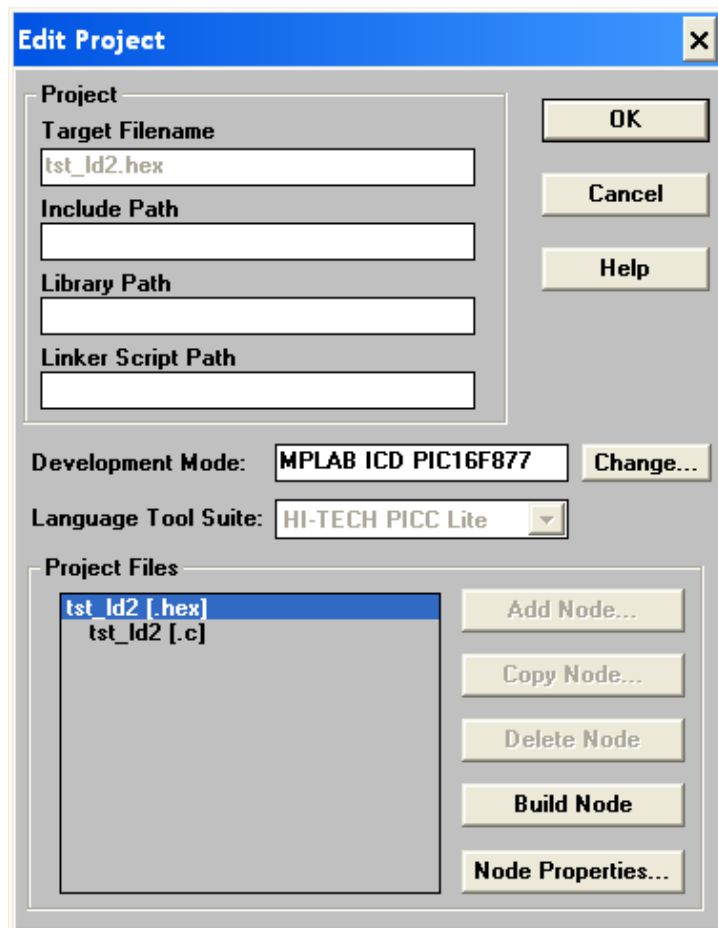 Edit Project
Project
Target Filename
tst_ld2.hex
Include Path
Library Path
Linker Script Path
OK
Cancel
Help
Development Mode: MPLAB ICD PIC16F877 Change...
Language Tool Suite: HI-TECH PICC Lite
Project Files
tst_ld2 [.hex]
tst_ld2 [.c]
Add Node...
Copy Node...
Delete Node
Build Node
Node Properties...